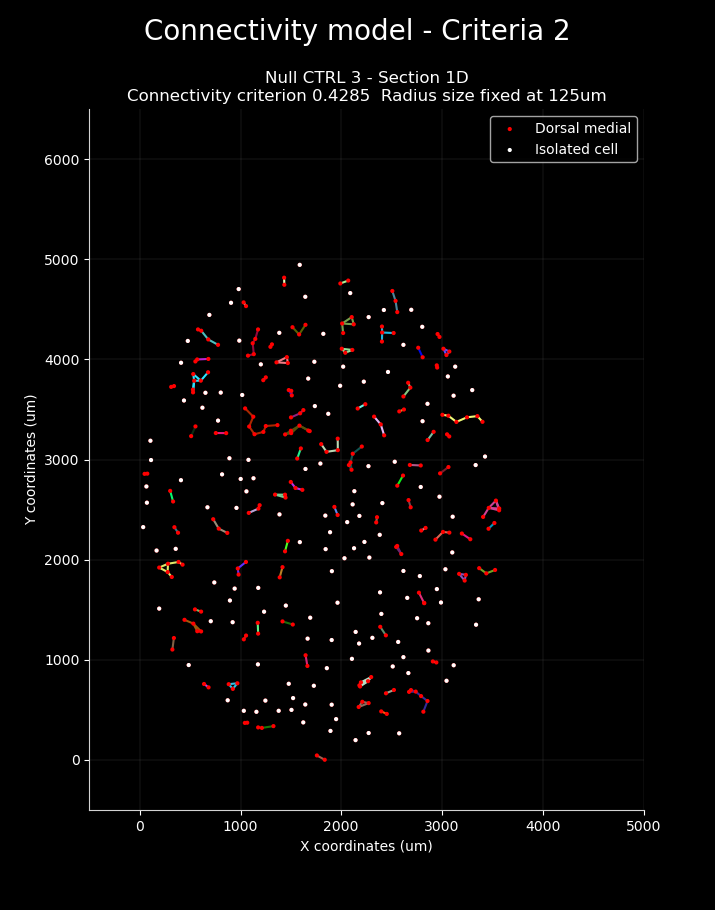 Connectivity model - Criteria 2
Null CTRL 3 - Section 1D
Connectivity criterion 0.4285  Radius size fixed at 125um
Dorsal medial
Isolated cell
6000
5000
4000
3000
2000
1000
0
Y coordinates (um)
0 1000 2000 3000 4000 5000
X coordinates (um)